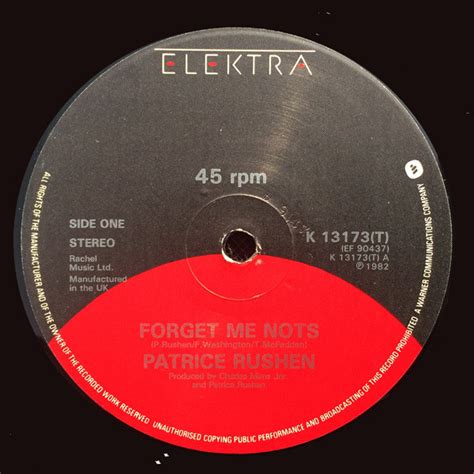 ELEKTRA
45 rpm
SIDE ONE
STEREO
Rachel
Music Ltd.
Manufactured
in the UK
K 13173(T)
(EF 90437)
K 13173(T) A
℗ 1982
FORGET ME NOTS
(P.Rushen/F.Washington/T.McFadden)
PATRICE RUSHEN
Produced by Charles Mims Jnr
and Patrice Rushen
ALL RIGHTS OF THE MANUFACTURER AND OF THE OWNER OF THE RECORDED WORK RESERVED UNAUTHORISED COPYING PUBLIC PERFORMANCE AND BROADCASTING OF THIS RECORD PROHIBITED A WARNER COMMUNICATIONS COMPANY